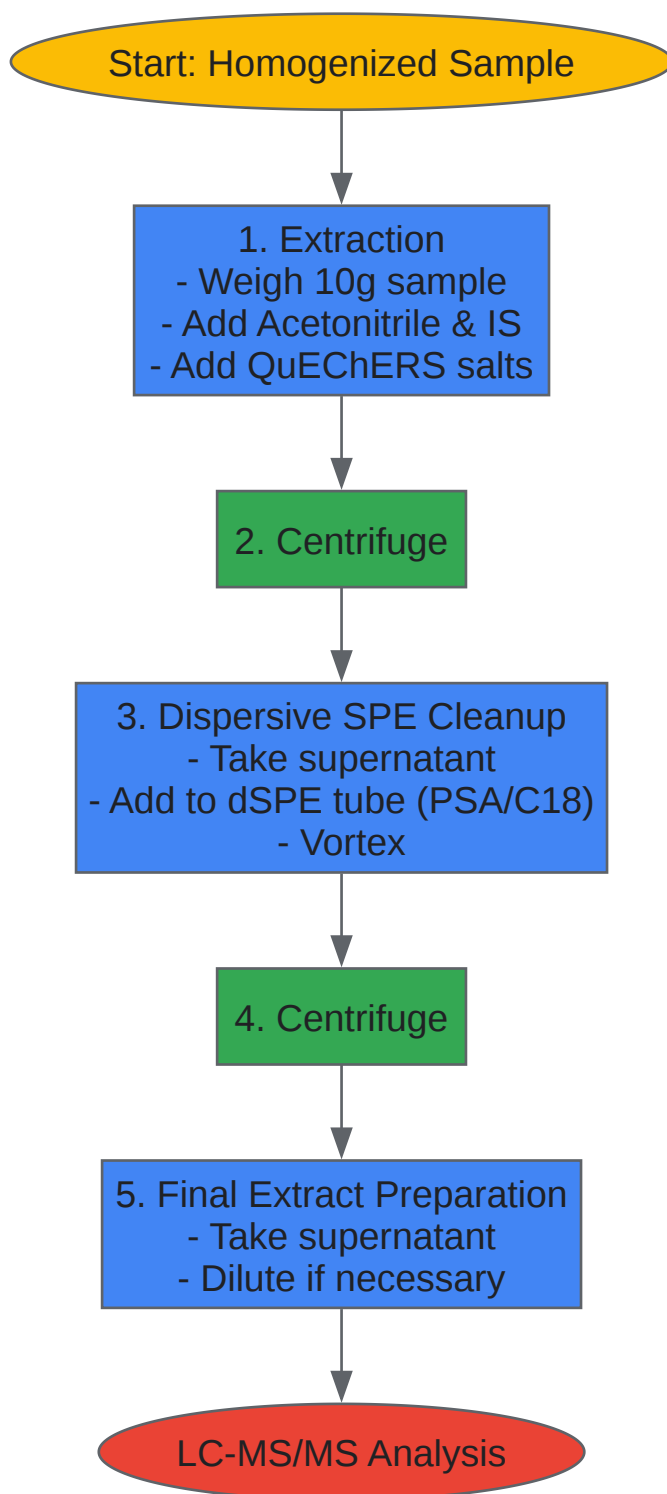 Start: Homogenized Sample
1. Extraction
- Weigh 10g sample
- Add Acetonitrile & IS
- Add QuEChERS salts
2. Centrifuge
3. Dispersive SPE Cleanup
- Take supernatant
- Add to dSPE tube (PSA/C18)
- Vortex
4. Centrifuge
5. Final Extract Preparation
- Take supernatant
- Dilute if necessary
LC-MS/MS Analysis